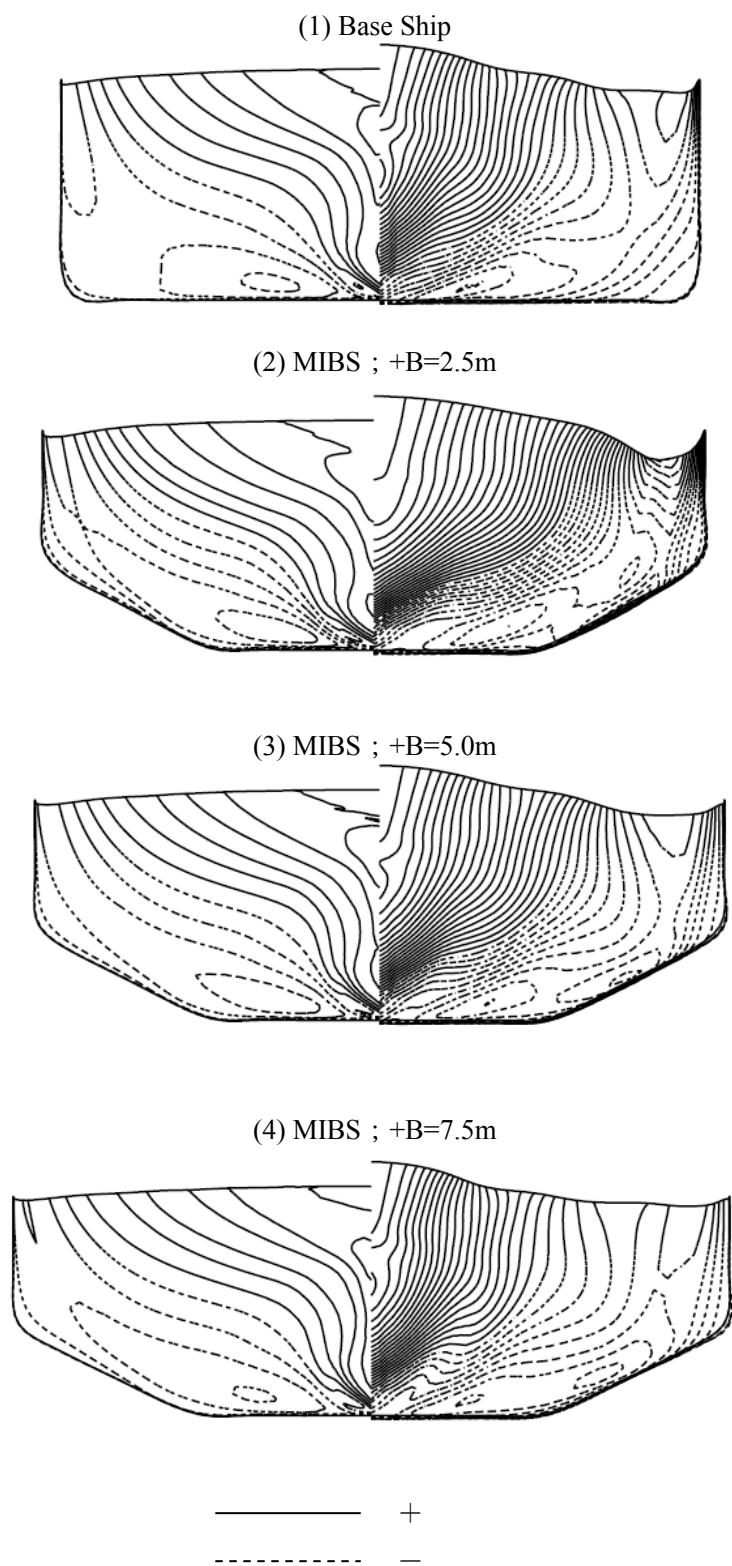 (1) Base Ship
(2) MIBS ; +B=2.5m
(3) MIBS ; +B=5.0m
(4) MIBS ; +B=7.5m
+
−